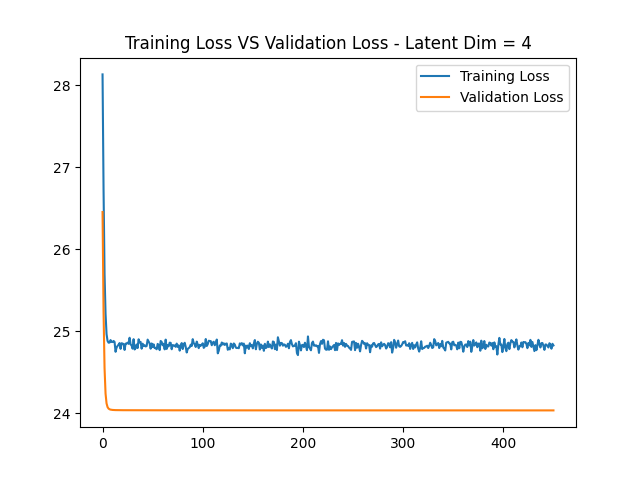 Training Loss VS Validation Loss - Latent Dim = 4
Training Loss
Validation Loss
28
27
26
25
24
0 100 200 300 400